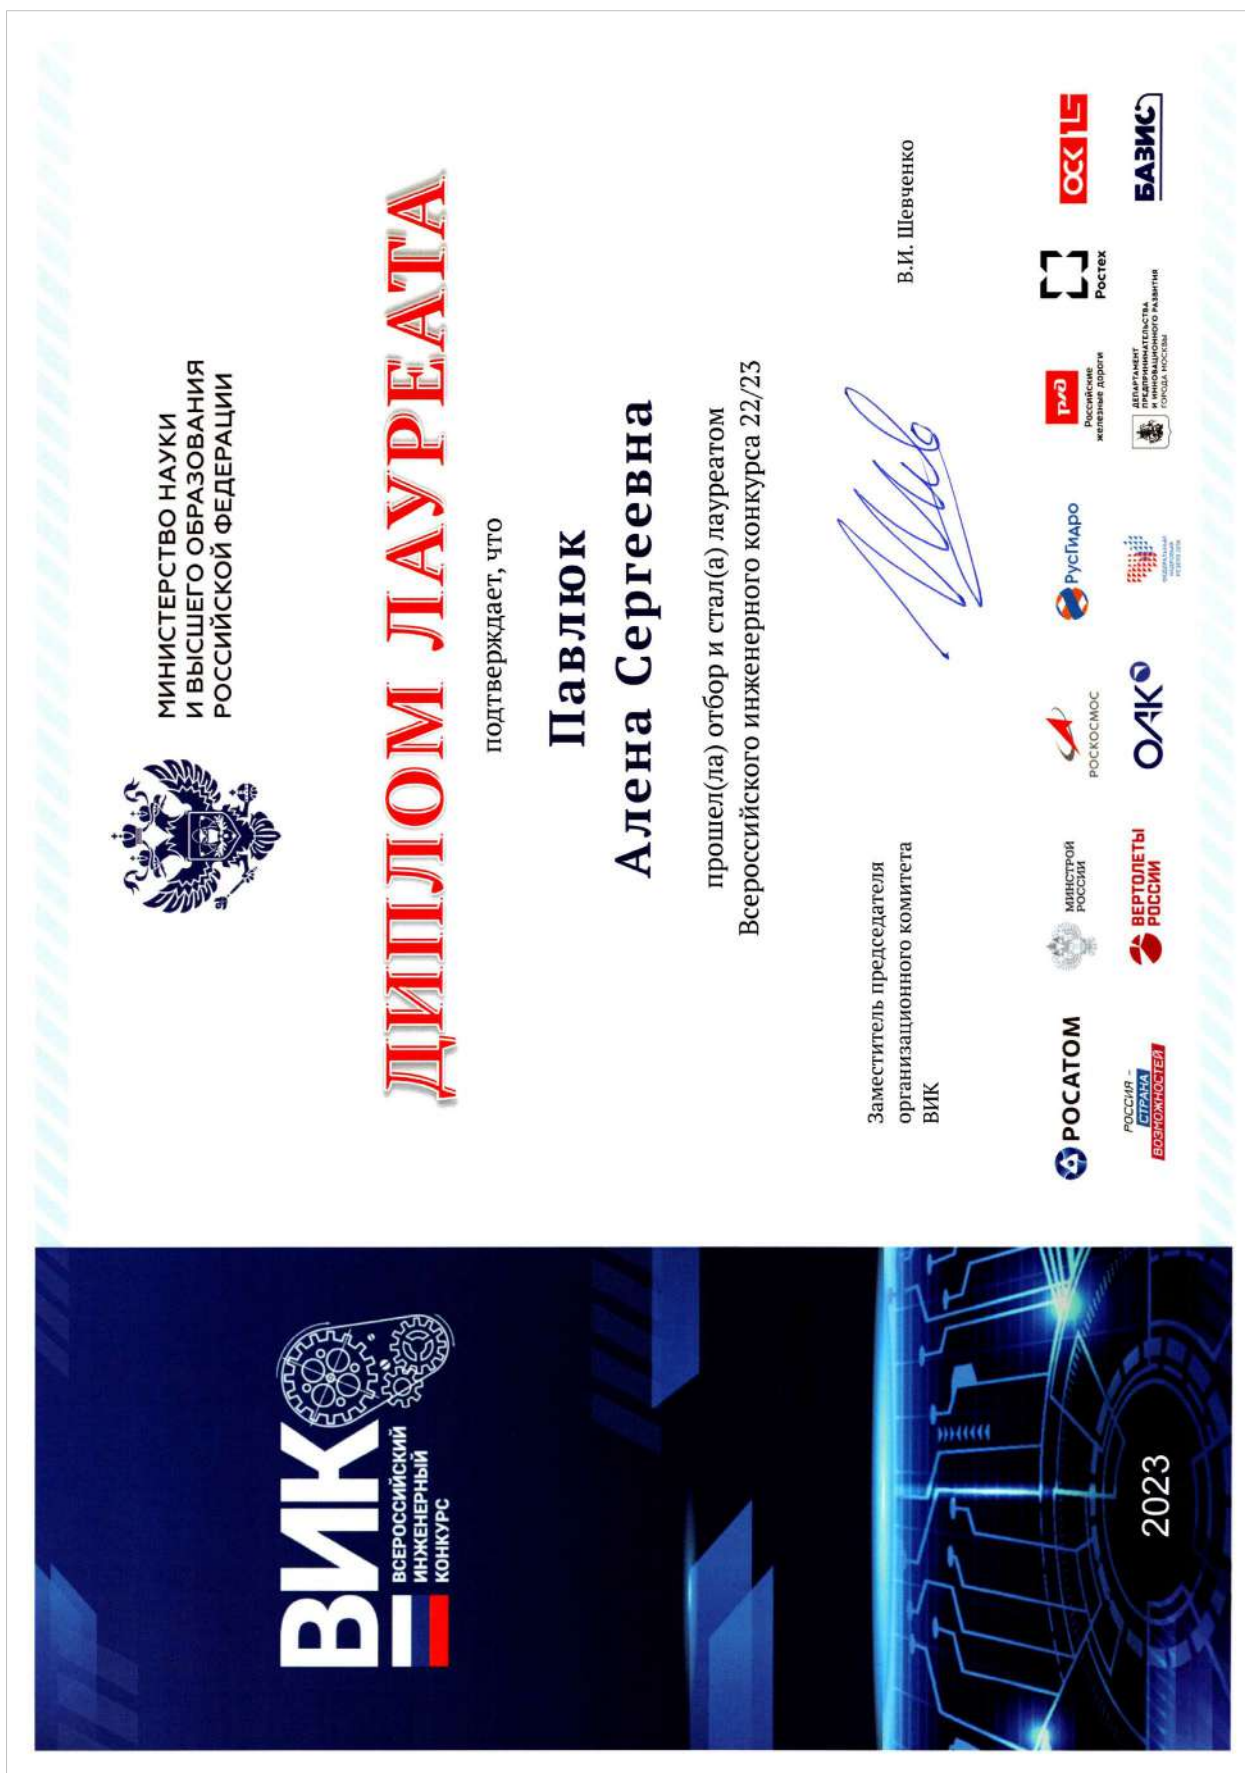 ВИК
ВСЕРОССИЙСКИЙ
ИНЖЕНЕРНЫЙ
КОНКУРС
2023
МИНИСТЕРСТВО НАУКИ
И ВЫСШЕГО ОБРАЗОВАНИЯ
РОССИЙСКОЙ ФЕДЕРАЦИИ
ДИПЛОМ ЛАУРЕАТА
подтверждает, что
Павлюк
Алена Сергеевна
прошел(ла) отбор и стал(а) лауреатом
Всероссийского инженерного конкурса 22/23
Заместитель председателя
организационного комитета
ВИК
В.И. Шевченко
РОСАТОМ
МИНСТРОЙ
РОССИИ
РОСКОСМОС
РусГидро
ржд
Российские
железные дороги
Ростех
ОСК
РОССИЯ –
СТРАНА
ВОЗМОЖНОСТЕЙ
ВЕРТОЛЕТЫ
РОССИИ
ОАК
ДЕПАРТАМЕНТ
ПРЕДПРИНИМАТЕЛЬСТВА
И ИННОВАЦИОННОГО РАЗВИТИЯ
ГОРОДА МОСКВЫ
БАЗИС